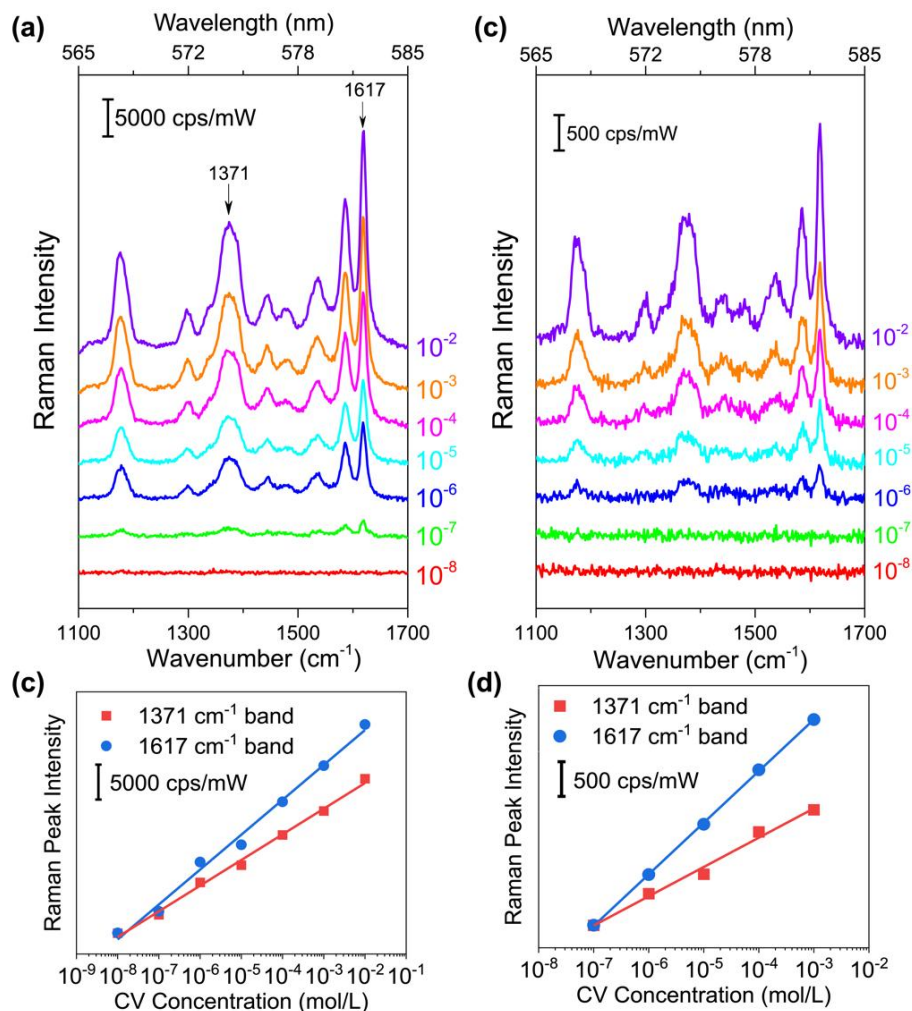 (a)
Wavelength (nm)
565 572 578 585
5000 cps/mW
1617
1371
Raman Intensity
10⁻²
10⁻³
10⁻⁴
10⁻⁵
10⁻⁶
10⁻⁷
10⁻⁸
1100 1300 1500 1700
Wavenumber (cm⁻¹)
(c)
Wavelength (nm)
565 572 578 585
500 cps/mW
Raman Intensity
10⁻²
10⁻³
10⁻⁴
10⁻⁵
10⁻⁶
10⁻⁷
10⁻⁸
1100 1300 1500 1700
Wavenumber (cm⁻¹)
(c)
1371 cm⁻¹ band
1617 cm⁻¹ band
5000 cps/mW
Raman Peak Intensity
10⁻⁹ 10⁻⁸ 10⁻⁷ 10⁻⁶ 10⁻⁵ 10⁻⁴ 10⁻³ 10⁻² 10⁻¹
CV Concentration (mol/L)
(d)
1371 cm⁻¹ band
1617 cm⁻¹ band
500 cps/mW
Raman Peak Intensity
10⁻⁸ 10⁻⁷ 10⁻⁶ 10⁻⁵ 10⁻⁴ 10⁻³ 10⁻²
CV Concentration (mol/L)